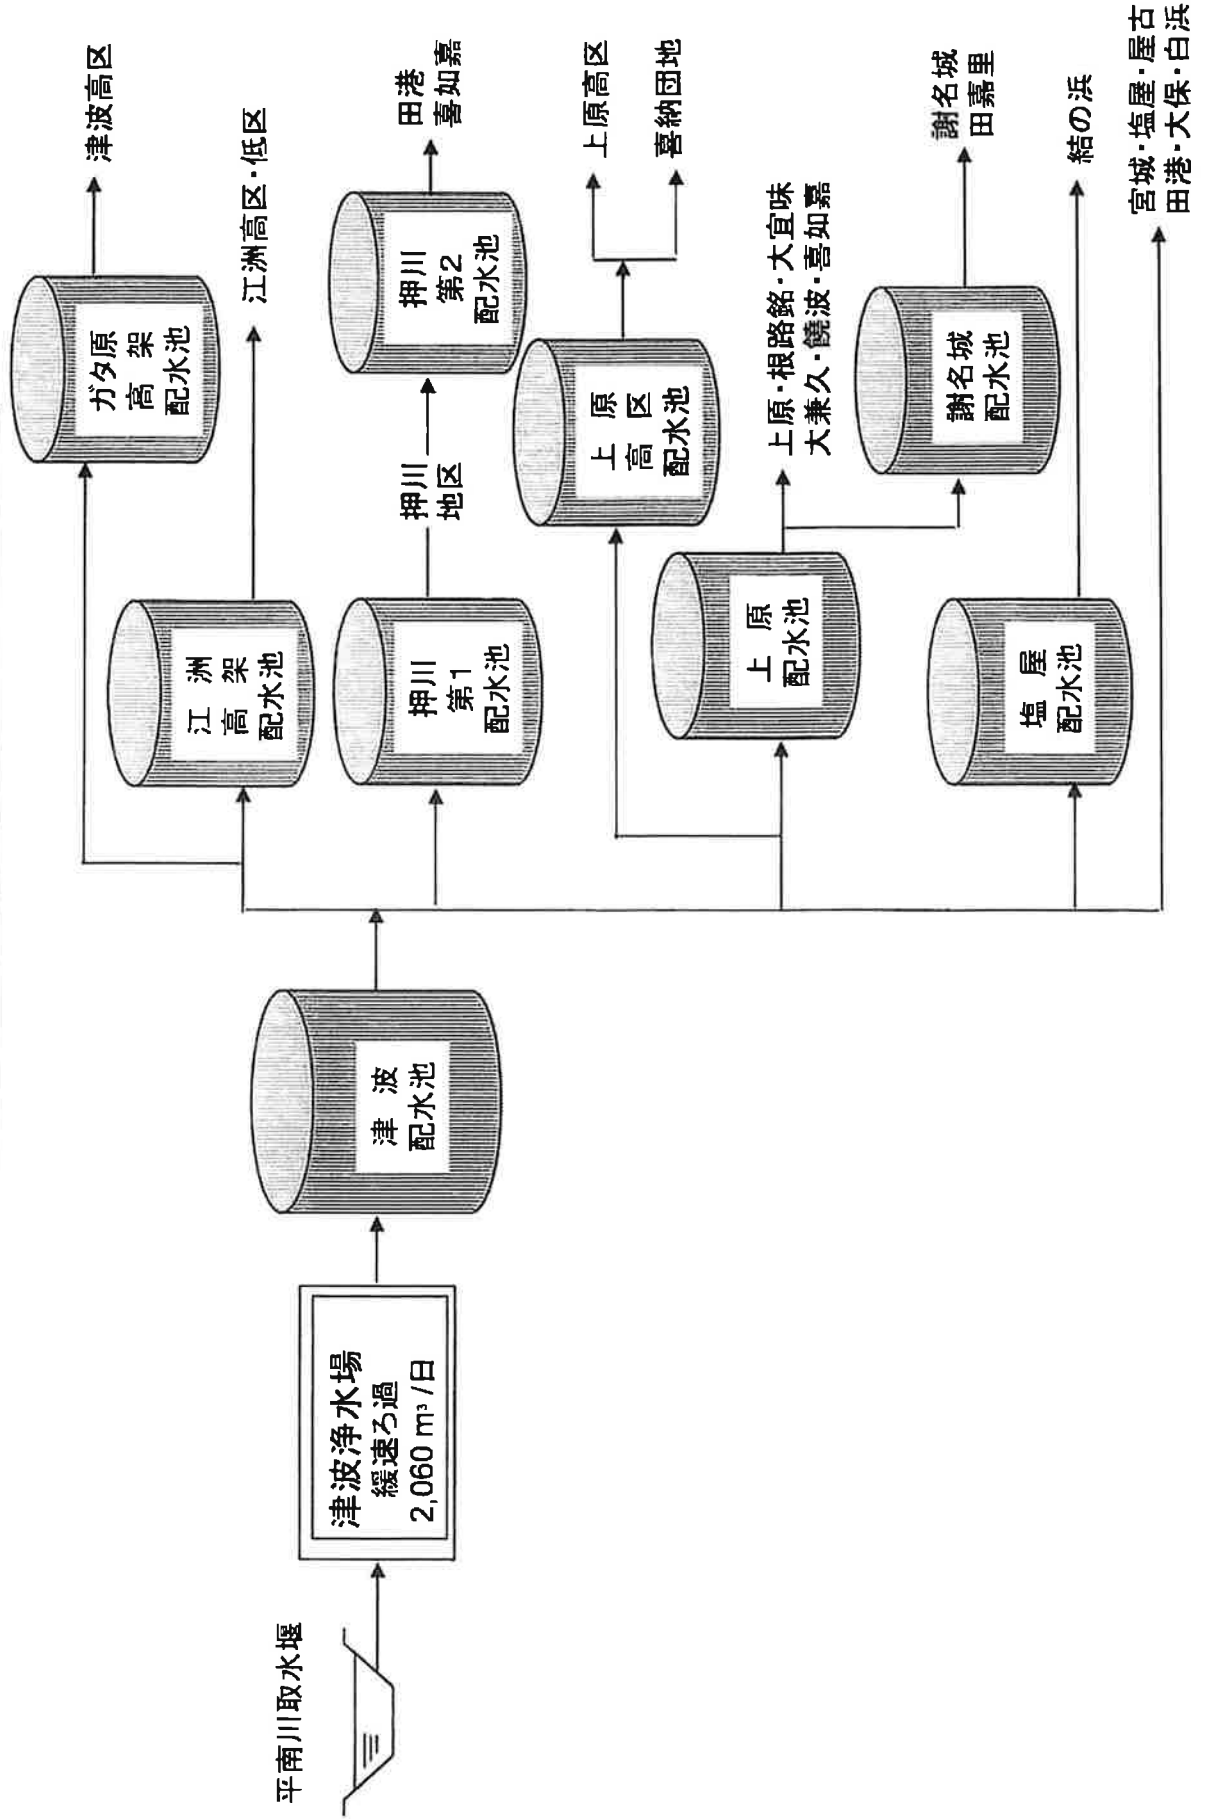 平南川取水堰
津波浄水場
緩速ろ過
2,060 m³/日
津　波
配水池
ガタ原
高　架
配水池
津波高区
江　洲
高　架
配水池
江洲高区・低区
押川
第1
配水池
押川
地区
押川
第2
配水池
田港
喜如嘉
上　原
高　区
配水池
上原高区
喜納団地
上　原
配水池
上原・根路銘・大宜味
大兼久・饒波・喜如嘉
謝名城
配水池
謝名城
田嘉里
塩　屋
配水池
結の浜
宮城・塩屋・屋古
田港・大保・白浜